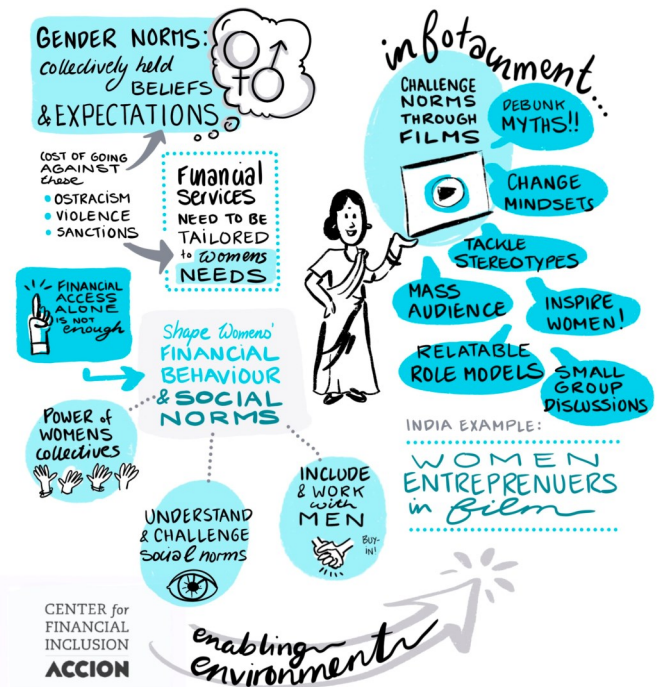 GENDER NORMS:
collectively held
BELIEFS
& EXPECTATIONS
COST OF GOING
AGAINST
these
• OSTRACISM
• VIOLENCE
• SANCTIONS
Financial
Services
NEED TO BE
TAILORED
to womens
NEEDS
FINANCIAL
ACCESS
ALONE
IS NOT
enough
Shape Womens'
FINANCIAL
BEHAVIOUR
& SOCIAL
NORMS
POWER of
WOMENS
collectives
UNDERSTAND
& CHALLENGE
social norms
INCLUDE
& WORK
with
MEN
BUY-
IN!
infotainment...
CHALLENGE
NORMS
THROUGH
FILMS
DEBUNK
MYTHS!!
CHANGE
MINDSETS
TACKLE
STEREOTYPES
MASS
AUDIENCE
INSPIRE
WOMEN!
RELATABLE
ROLE MODELS
SMALL
GROUP
DISCUSSIONS
INDIA EXAMPLE:
WOMEN
ENTREPRENUERS
in film
CENTER for
FINANCIAL
INCLUSION
ACCION
enabling
environment